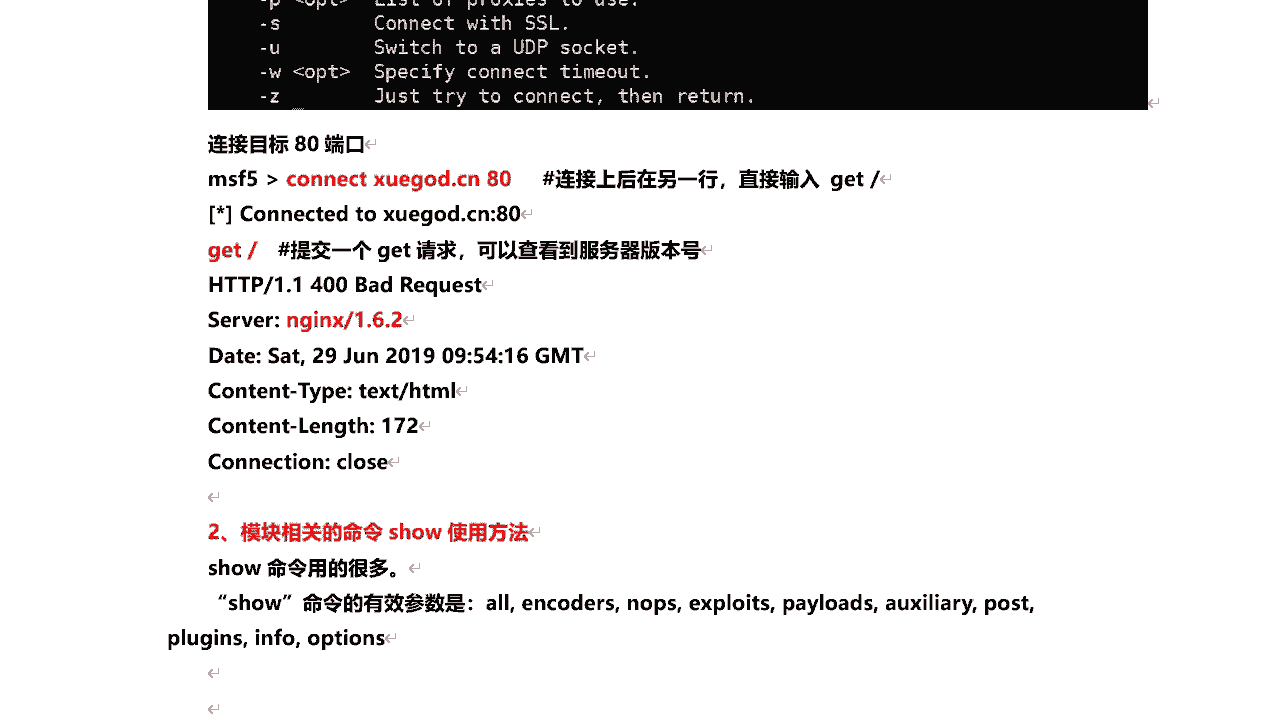 -p <opt>  List of proxies to use.
-s        Connect with SSL.
-u        Switch to a UDP socket.
-w <opt>  Specify connect timeout.
-z        Just try to connect, then return.
连接目标 80 端口
msf5 > connect xuegod.cn 80    #连接上后在另一行，直接输入 get /
[*] Connected to xuegod.cn:80
get /   #提交一个 get 请求，可以查看到服务器版本号
HTTP/1.1 400 Bad Request
Server: nginx/1.6.2
Date: Sat, 29 Jun 2019 09:54:16 GMT
Content-Type: text/html
Content-Length: 172
Connection: close
2、模块相关的命令 show 使用方法
show 命令用的很多。
“show”命令的有效参数是：all, encoders, nops, exploits, payloads, auxiliary, post,
plugins, info, options